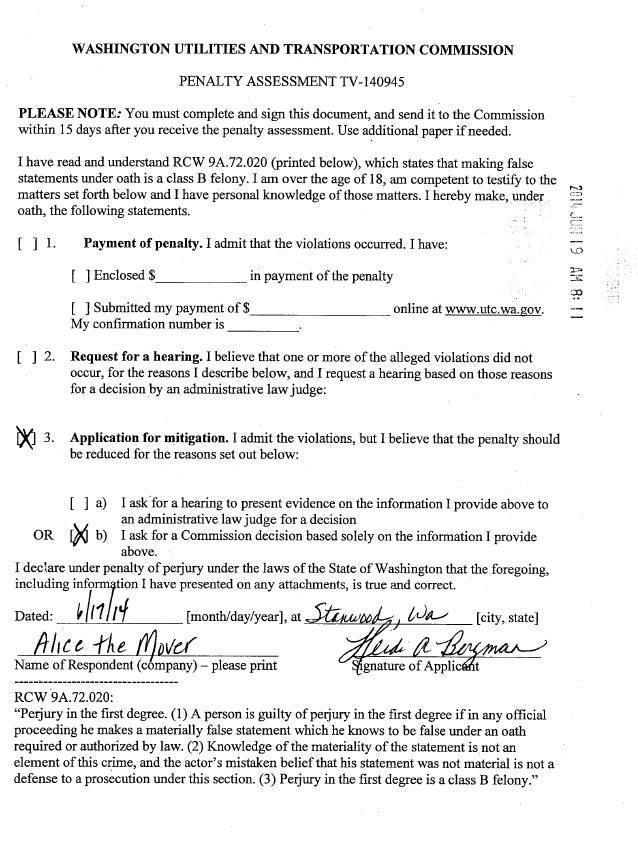 WASHINGTON UTILITIES AND TRANSPORTATION COMMISSION
PENALTY ASSESSMENT TV-140945
PLEASE NOTE: You must complete and sign this document, and send it to the Commission
within 15 days after you receive the penalty assessment. Use additional paper if needed.
I have read and understand RCW 9A.72.020 (printed below), which states that making false
statements under oath is a class B felony. I am over the age of 18, am competent to testify to the
matters set forth below and I have personal knowledge of those matters. I hereby make, under
oath, the following statements.
2014 JUN 19 AM 8:11
[ ] 1. Payment of penalty. I admit that the violations occurred. I have:
[ ] Enclosed $____________ in payment of the penalty
[ ] Submitted my payment of $___________________ online at www.utc.wa.gov.
My confirmation number is __________.
[ ] 2. Request for a hearing. I believe that one or more of the alleged violations did not
occur, for the reasons I describe below, and I request a hearing based on those reasons
for a decision by an administrative law judge:
[X] 3. Application for mitigation. I admit the violations, but I believe that the penalty should
be reduced for the reasons set out below:
[ ] a) I ask for a hearing to present evidence on the information I provide above to
an administrative law judge for a decision
OR [X] b) I ask for a Commission decision based solely on the information I provide
above.
I declare under penalty of perjury under the laws of the State of Washington that the foregoing,
including information I have presented on any attachments, is true and correct.
Dated: 6/17/14 [month/day/year], at Stanwood, Wa [city, state]
Alice the Mover Heidi A Bergman
Name of Respondent (company) – please print Signature of Applicant
-----------------------------------
RCW 9A.72.020:
“Perjury in the first degree. (1) A person is guilty of perjury in the first degree if in any official
proceeding he makes a materially false statement which he knows to be false under an oath
required or authorized by law. (2) Knowledge of the materiality of the statement is not an
element of this crime, and the actor’s mistaken belief that his statement was not material is not a
defense to a prosecution under this section. (3) Perjury in the first degree is a class B felony.”